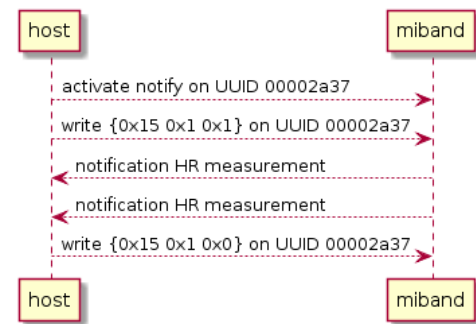 host
miband
activate notify on UUID 00002a37
write {0x15 0x1 0x1} on UUID 00002a37
notification HR measurement
notification HR measurement
write {0x15 0x1 0x0} on UUID 00002a37
host
miband